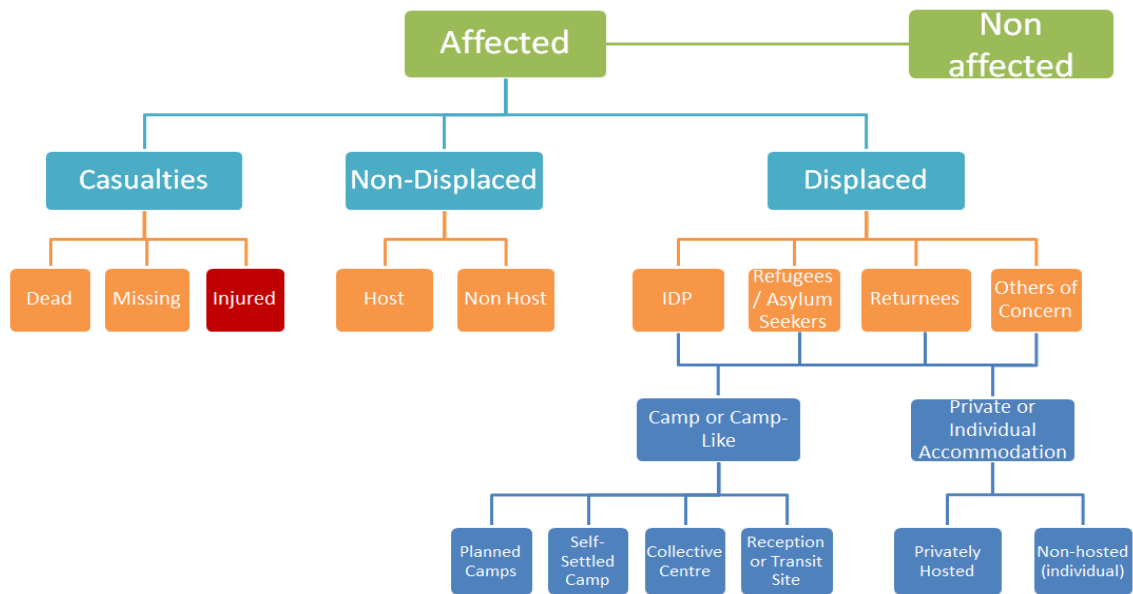 Affected
Non
affected
Casualties
Non-Displaced
Displaced
Dead
Missing
Injured
Host
Non Host
IDP
Refugees
/ Asylum
Seekers
Returnees
Others of
Concern
Camp or Camp-
Like
Private or
Individual
Accommodation
Planned
Camps
Self-
Settled
Camp
Collective
Centre
Reception
or Transit
Site
Privately
Hosted
Non-hosted
(individual)